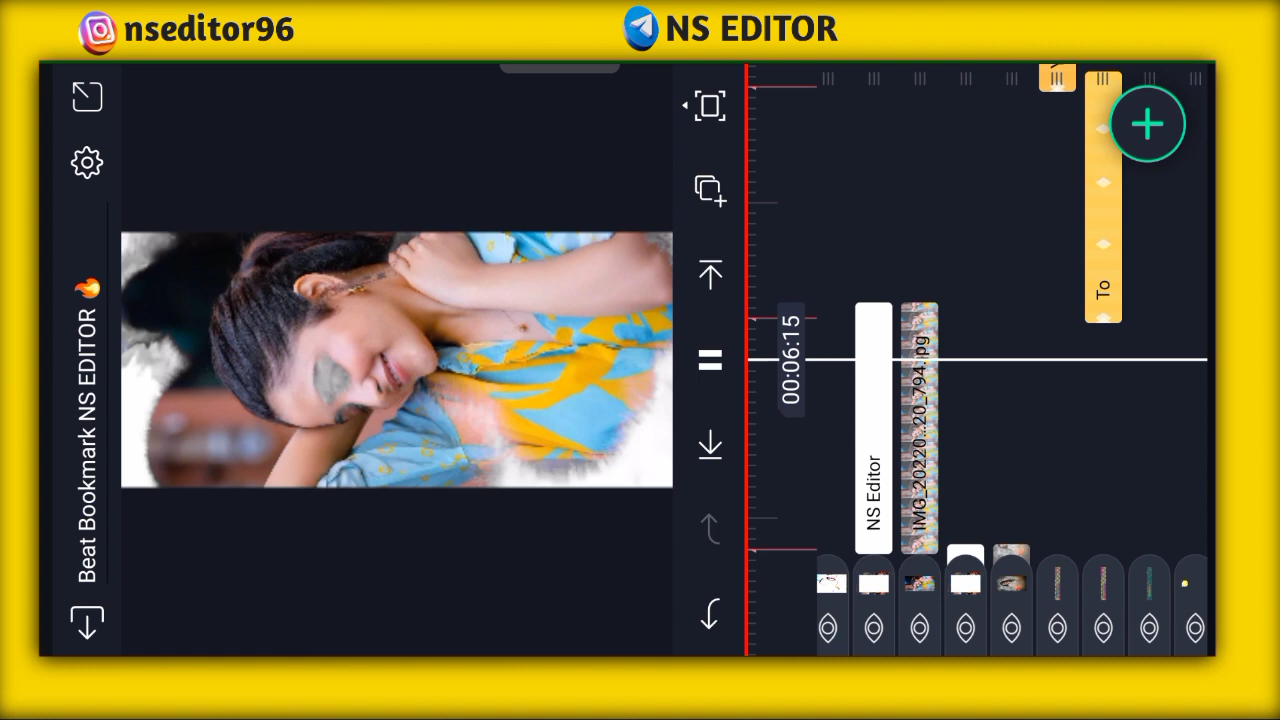 nseditor96
NS EDITOR
Beat Bookmark NS EDITOR 🔥
00:06:15
NS Editor
IMG_20220
20_794.jpg
To